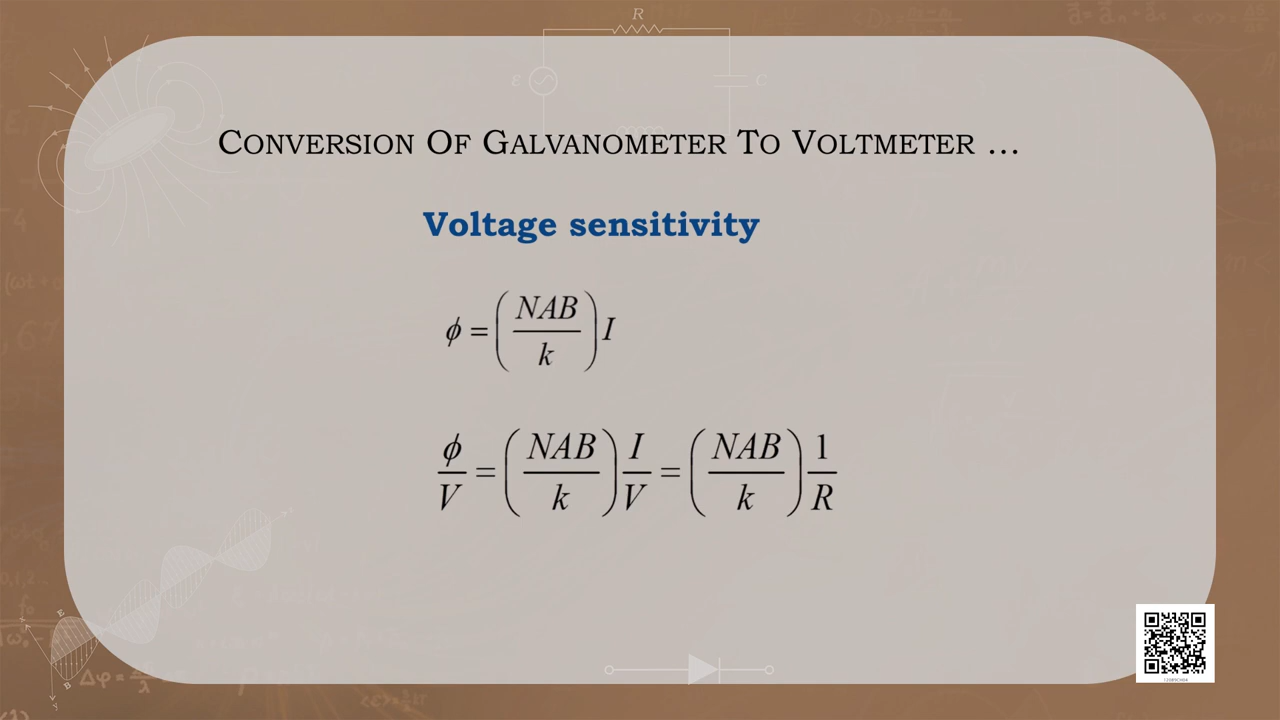 R
ε
C
CONVERSION OF GALVANOMETER TO VOLTMETER ...
Voltage sensitivity
ϕ = (NAB/k) I
ϕ/V = (NAB/k) I/V = (NAB/k) 1/R